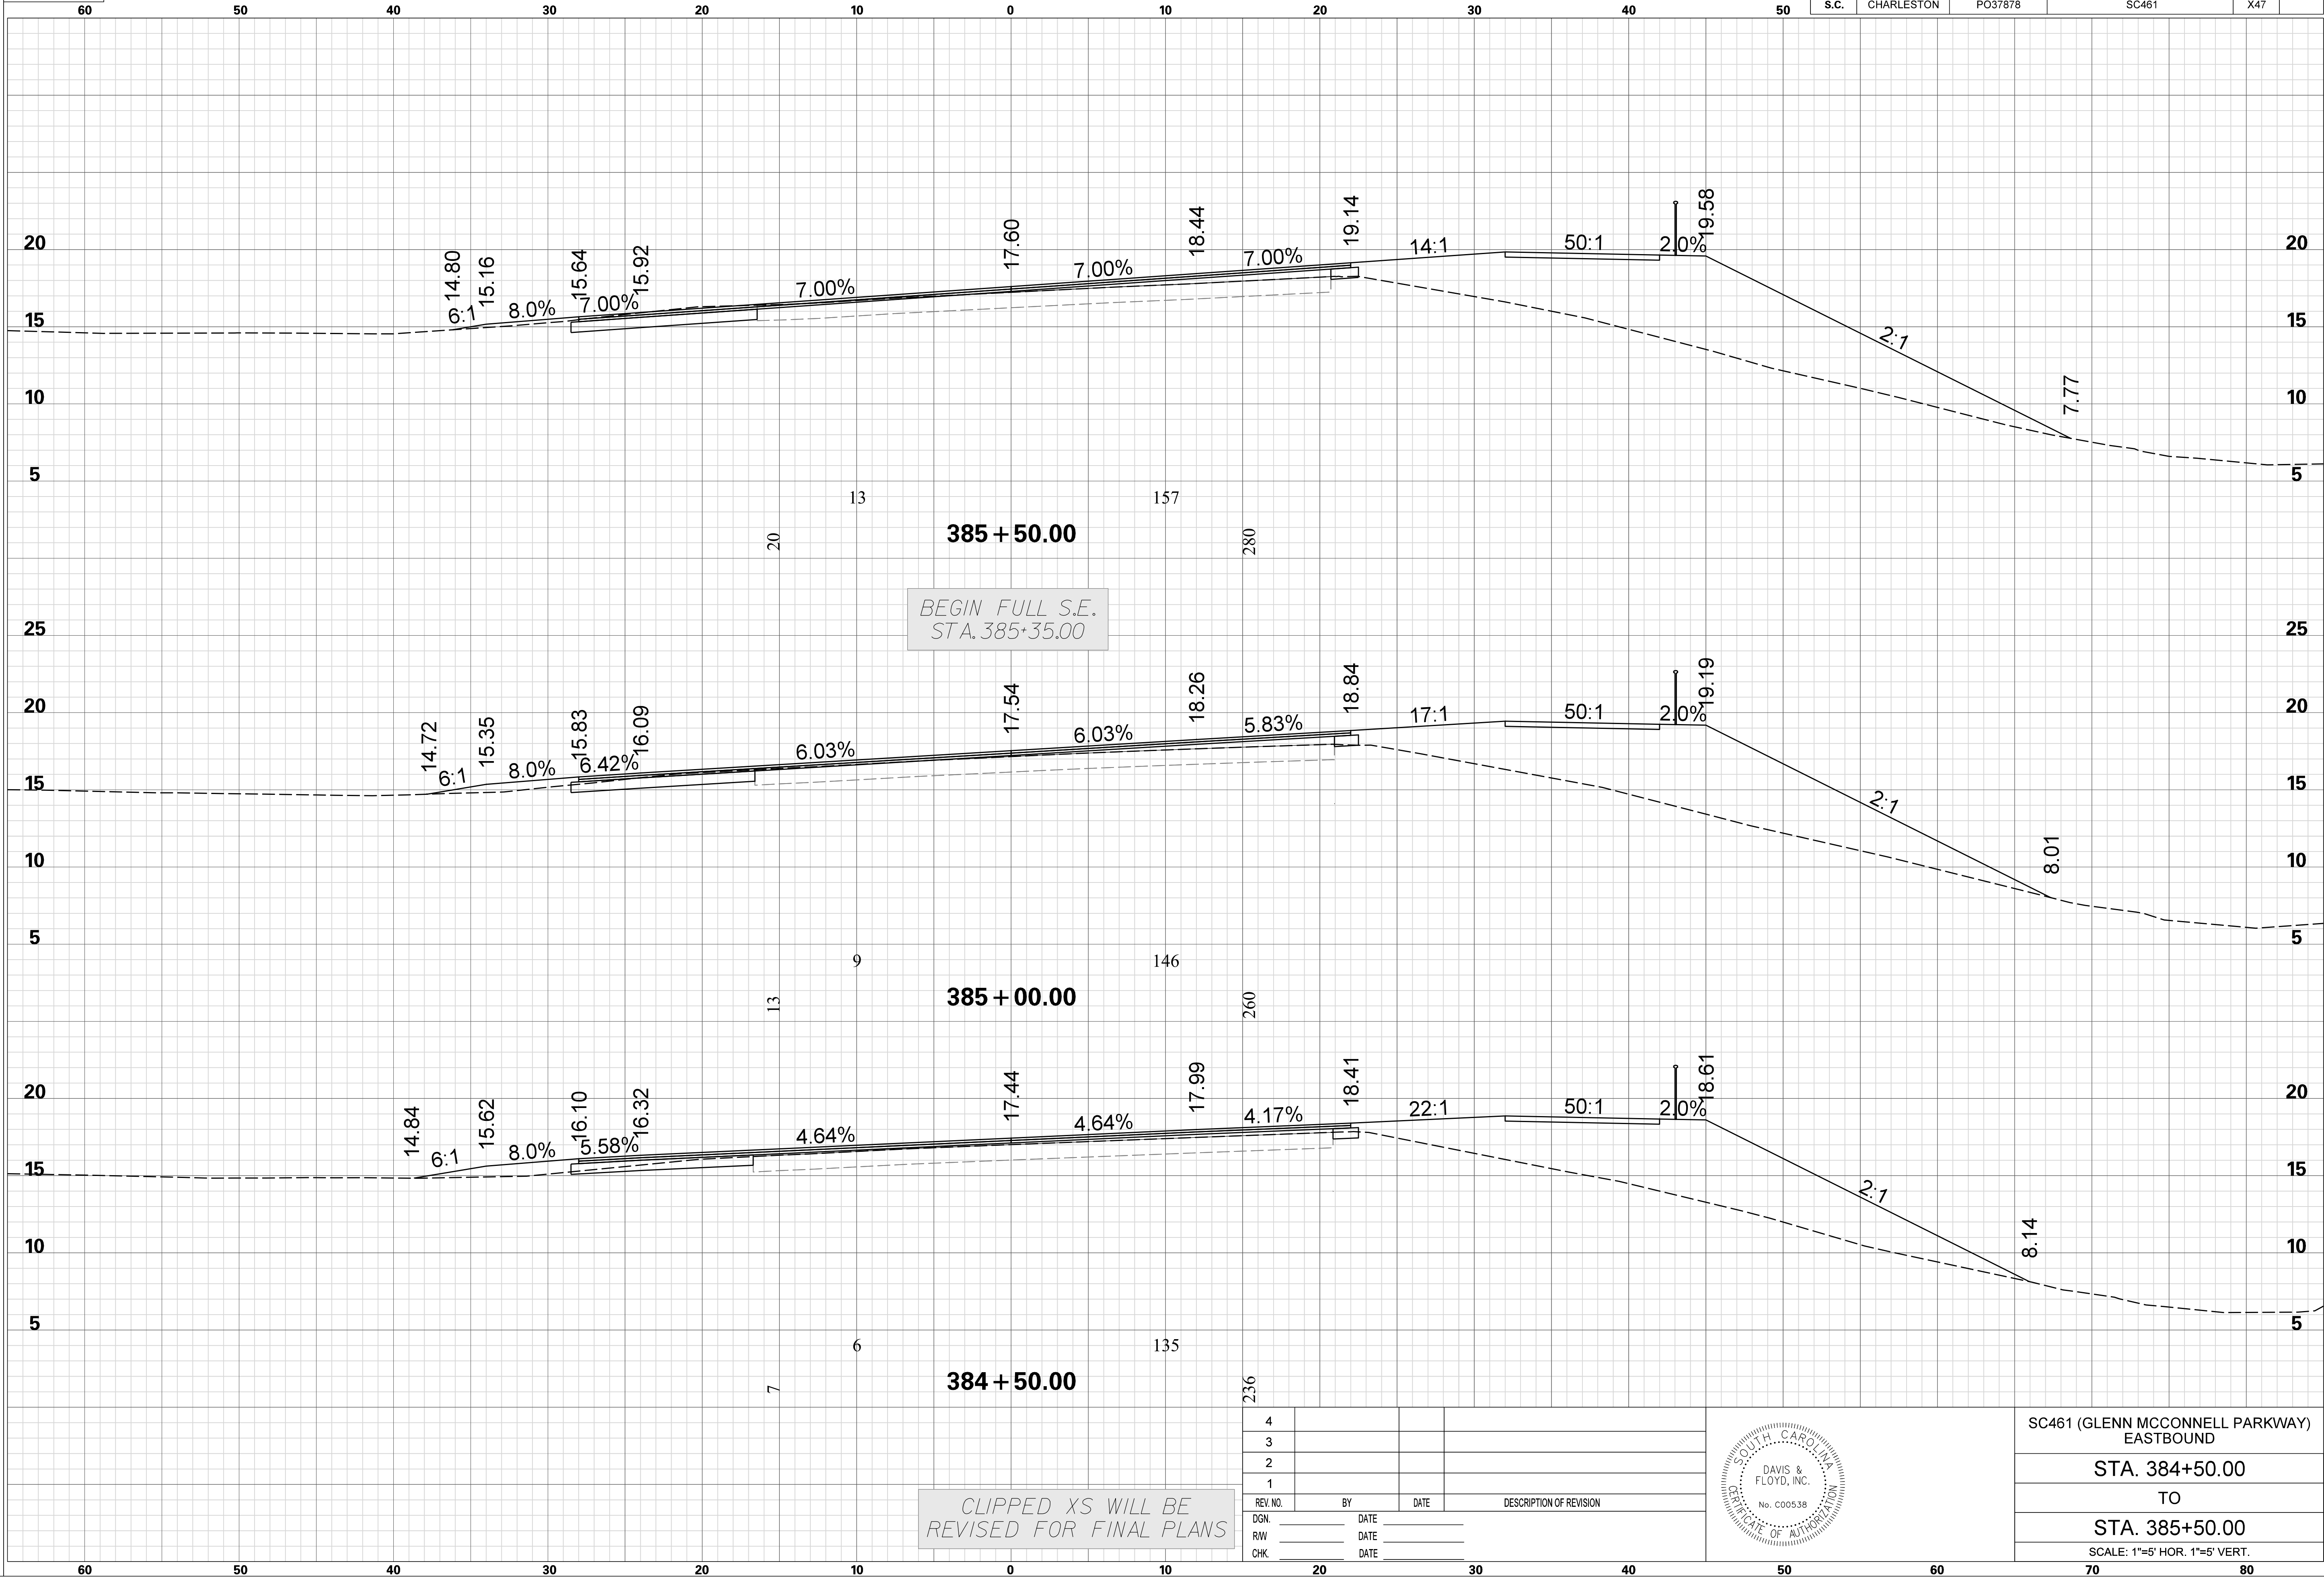 60 50 40 30 20 10 0 10 20 30 40 50 S.C. CHARLESTON PO37878 SC461 X47
20 14.80 15.16 15.64 15.92 17.60 18.44 19.14 19.58 20
6:1 8.0% 7.00% 7.00% 7.00% 7.00% 14:1 50:1 2.0%
15 2:1 15
10 7.77 10
5 5
13 157
20 385+50.00 280
BEGIN FULL S.E.
STA. 385+35.00
25 25
20 14.72 15.35 15.83 16.09 17.54 18.26 18.84 19.19 20
6:1 8.0% 6.42% 6.03% 6.03% 5.83% 17:1 50:1 2.0%
15 2:1 15
10 8.01 10
5 5
9 146
13 385+00.00 260
20 14.84 15.62 16.10 16.32 17.44 17.99 18.41 18.61 20
6:1 8.0% 5.58% 4.64% 4.64% 4.17% 22:1 50:1 2.0%
15 2:1 15
10 8.14 10
5 5
6 135
7 384+50.00 236
CLIPPED XS WILL BE
REVISED FOR FINAL PLANS
4
3
2
1
REV. NO. BY DATE DESCRIPTION OF REVISION
DGN. DATE
R/W DATE
CHK. DATE
SOUTH CAROLINA
DAVIS &
FLOYD, INC.
No. C00538
CERTIFICATE OF AUTHORIZATION
SC461 (GLENN MCCONNELL PARKWAY)
EASTBOUND
STA. 384+50.00
TO
STA. 385+50.00
SCALE: 1"=5' HOR. 1"=5' VERT.
60 50 40 30 20 10 0 10 20 30 40 50 60 70 80